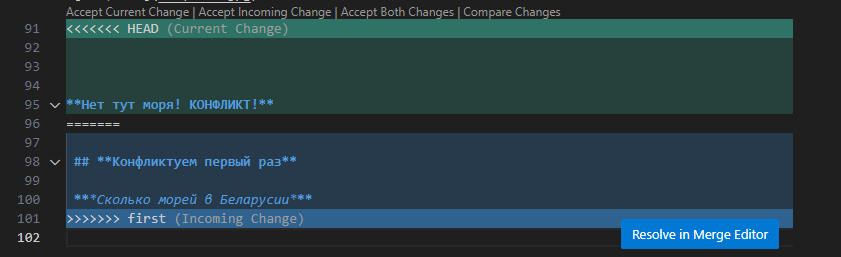 Accept Current Change | Accept Incoming Change | Accept Both Changes | Compare Changes
91 <<<<<<< HEAD (Current Change)
92
93
94
95 **Нет тут моря! КОНФЛИКТ!**
96 =======
97
98 ## **Конфликтуем первый раз**
99
100 ***Сколько морей в Беларусии***
101 >>>>>>> first (Incoming Change)
102
Resolve in Merge Editor